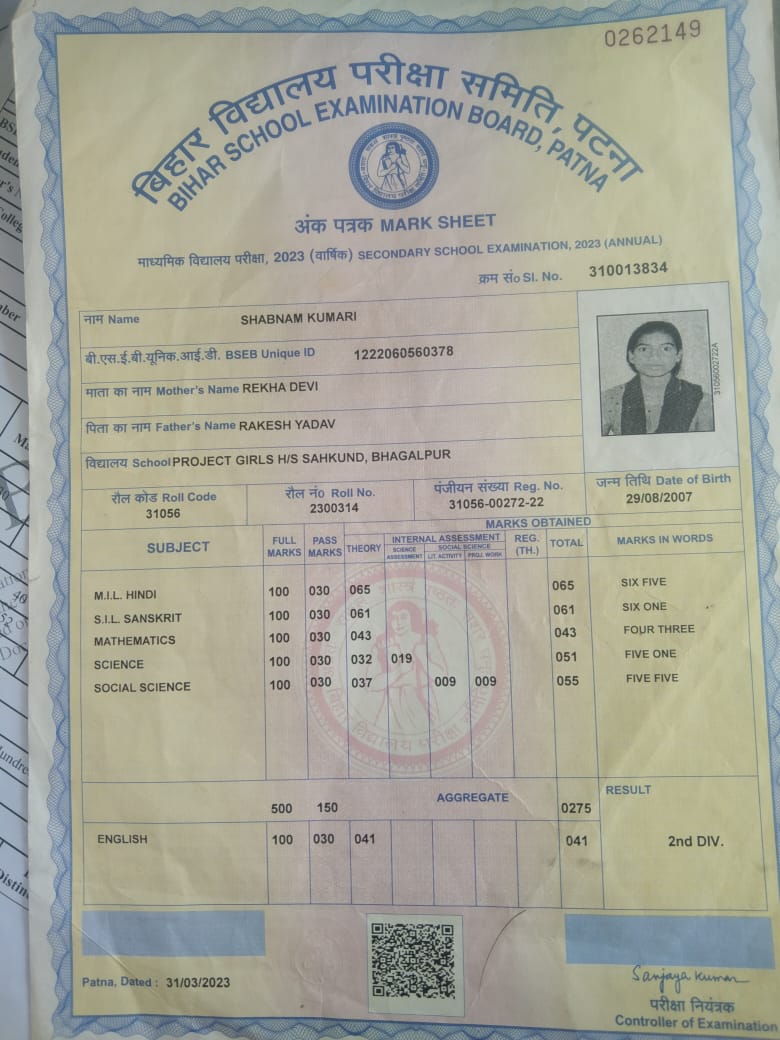 0262149
बिहार विद्यालय परीक्षा समिति, पटना
BIHAR SCHOOL EXAMINATION BOARD, PATNA
अंक पत्रक MARK SHEET
माध्यमिक विद्यालय परीक्षा, 2023 (वार्षिक) SECONDARY SCHOOL EXAMINATION, 2023 (ANNUAL)
क्रम सं० Sl. No. 310013834
नाम Name SHABNAM KUMARI
बी.एस.ई.बी.यूनिक.आई.डी. BSEB Unique ID 1222060560378
माता का नाम Mother's Name REKHA DEVI
पिता का नाम Father's Name RAKESH YADAV
विद्यालय School PROJECT GIRLS H/S SAHKUND, BHAGALPUR
31056002722A
रौल कोड Roll Code रौल नं० Roll No. पंजीयन संख्या Reg. No. जन्म तिथि Date of Birth
31056 2300314 31056-00272-22 29/08/2007
MARKS OBTAINED
SUBJECT FULL MARKS PASS MARKS THEORY INTERNAL ASSESSMENT REG. (TH.) TOTAL MARKS IN WORDS
SCIENCE ASSESSMENT SOCIAL SCIENCE
LIT. ACTIVITY PROJ. WORK
M.I.L. HINDI 100 030 065 065 SIX FIVE
S.I.L. SANSKRIT 100 030 061 061 SIX ONE
MATHEMATICS 100 030 043 043 FOUR THREE
SCIENCE 100 030 032 019 051 FIVE ONE
SOCIAL SCIENCE 100 030 037 009 009 055 FIVE FIVE
500 150 AGGREGATE 0275 RESULT
ENGLISH 100 030 041 041 2nd DIV.
Patna, Dated : 31/03/2023
Sanjaya Kumar
परीक्षा नियंत्रक
Controller of Examination